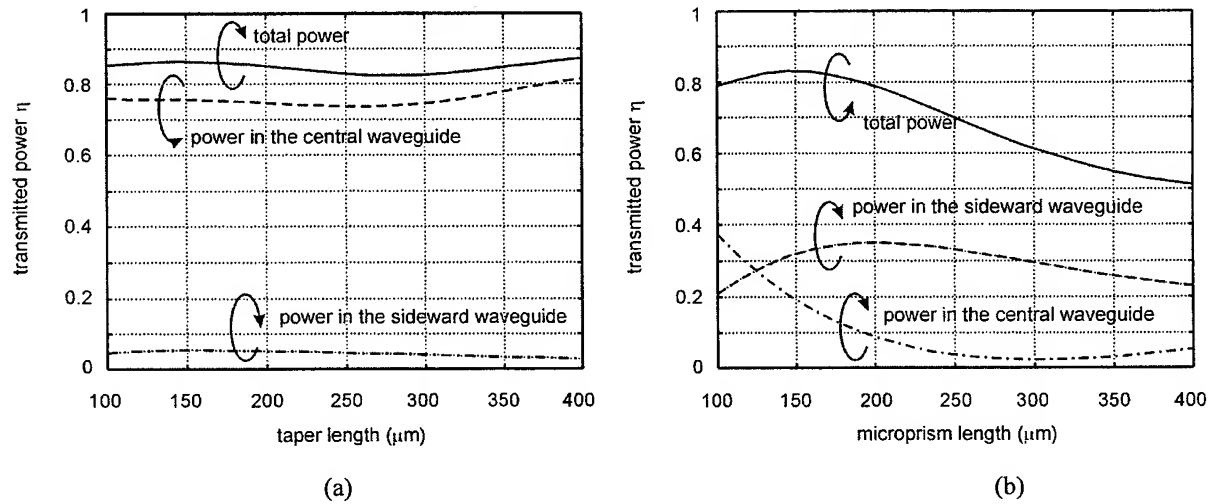 transmitted power η
1
0.8
0.6
0.4
0.2
0
total power
power in the central waveguide
power in the sideward waveguide
100 150 200 250 300 350 400
taper length (μm)
(a)
transmitted power η
1
0.8
0.6
0.4
0.2
0
total power
power in the sideward waveguide
power in the central waveguide
100 150 200 250 300 350 400
microprism length (μm)
(b)